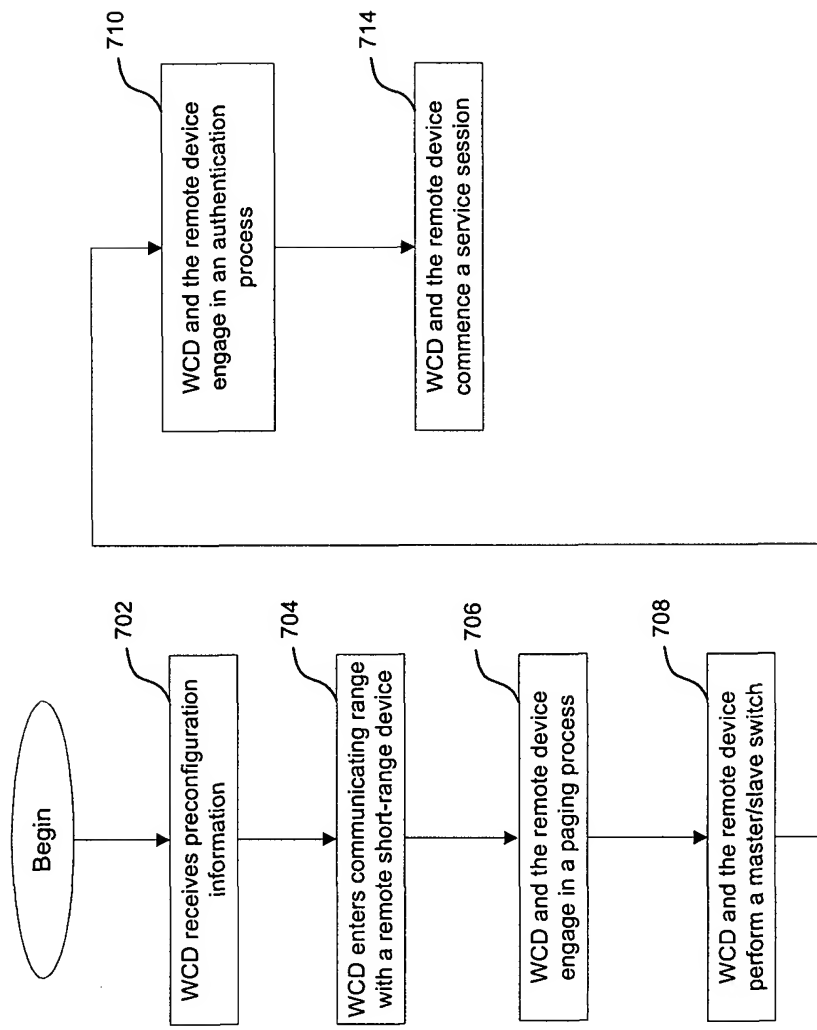 Begin
702
WCD receives preconfiguration
information
704
WCD enters communicating range
with a remote short-range device
706
WCD and the remote device
engage in a paging process
708
WCD and the remote device
perform a master/slave switch
710
WCD and the remote device
engage in an authentication
process
714
WCD and the remote device
commence a service session